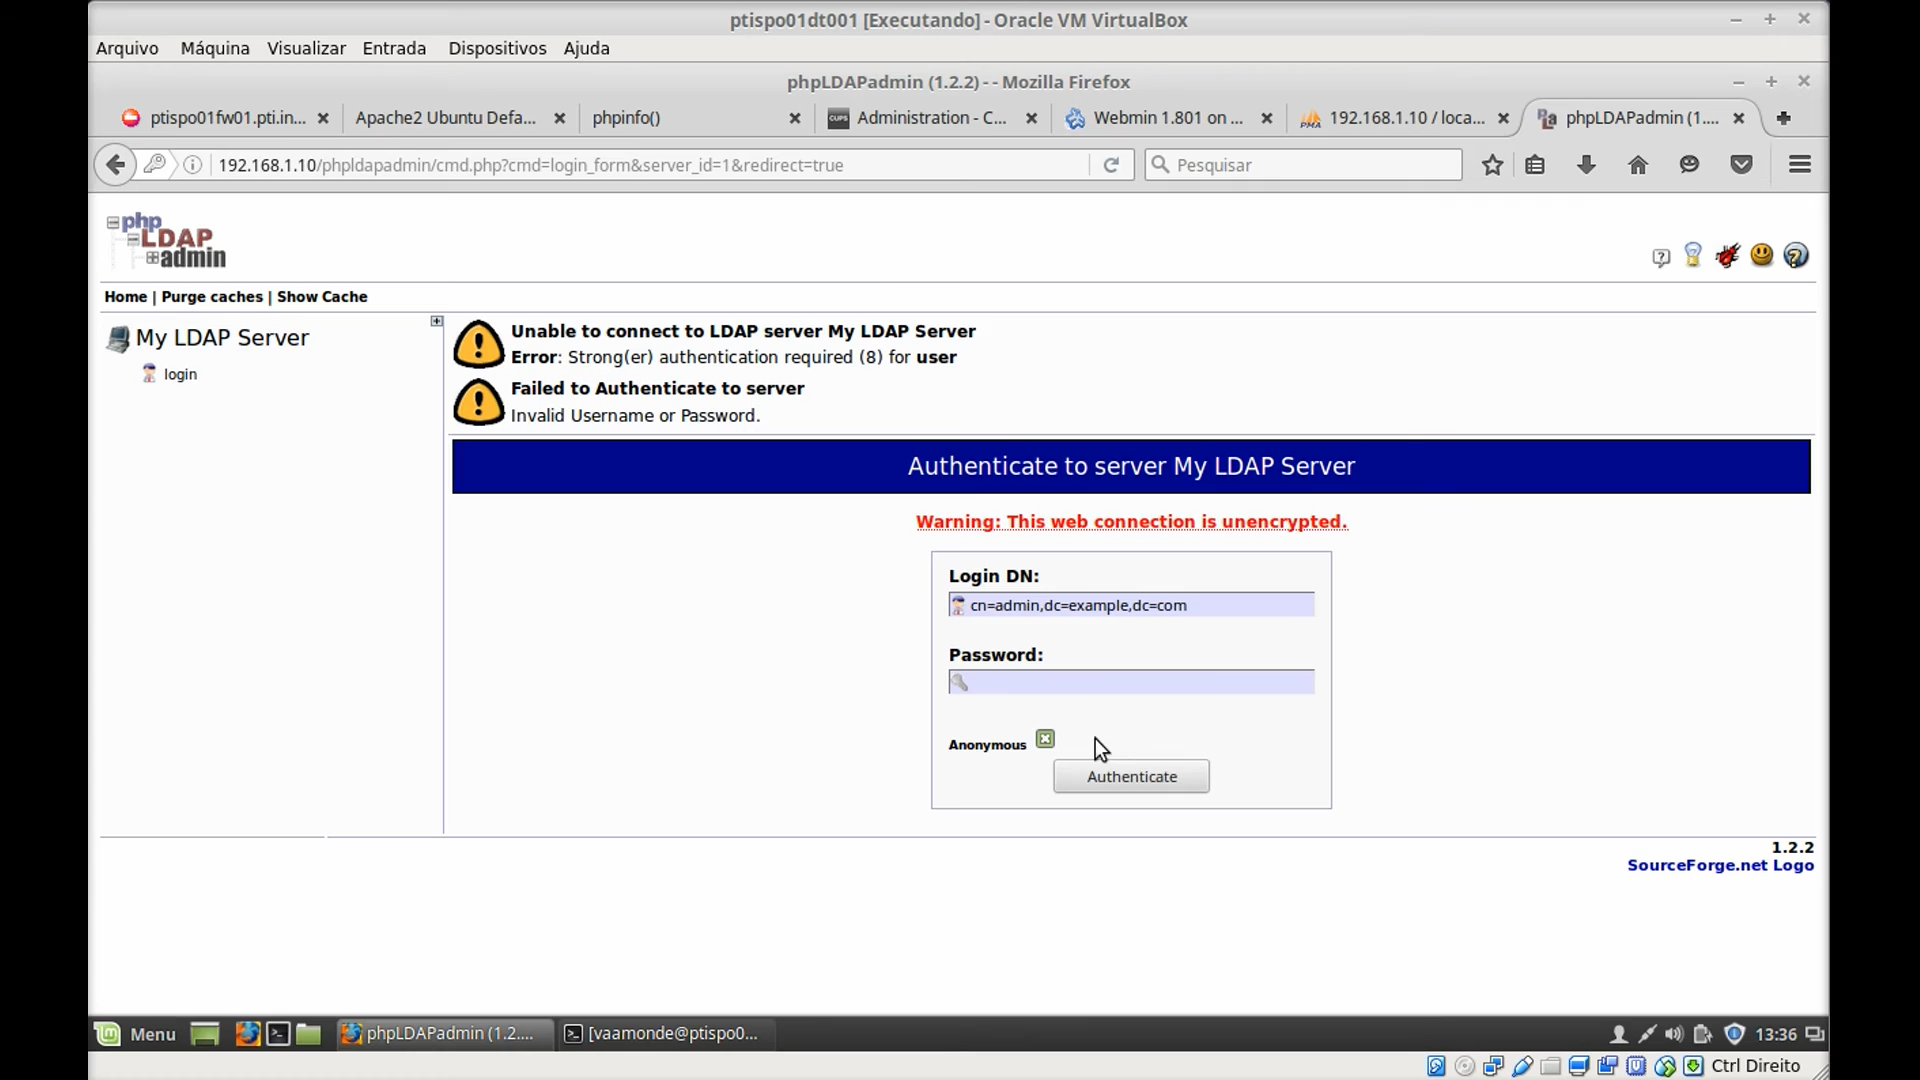 ptispo01dt001 [Executando] - Oracle VM VirtualBox
Arquivo Máquina Visualizar Entrada Dispositivos Ajuda
phpLDAPadmin (1.2.2) - - Mozilla Firefox
ptispo01fw01.pti.in... Apache2 Ubuntu Defa... phpinfo() CUPS Administration - C... Webmin 1.801 on ... PMA 192.168.1.10 / loca... phpLDAPadmin (1....
192.168.1.10/phpldapadmin/cmd.php?cmd=login_form&server_id=1&redirect=true Pesquisar
php
LDAP
admin
Home | Purge caches | Show Cache
My LDAP Server
login
Unable to connect to LDAP server My LDAP Server
Error: Strong(er) authentication required (8) for user
Failed to Authenticate to server
Invalid Username or Password.
Authenticate to server My LDAP Server
Warning: This web connection is unencrypted.
Login DN:
cn=admin,dc=example,dc=com
Password:
Anonymous
Authenticate
1.2.2
SourceForge.net Logo
Menu phpLDAPadmin (1.2.... [vaamonde@ptispo0... 13:36
Ctrl Direito